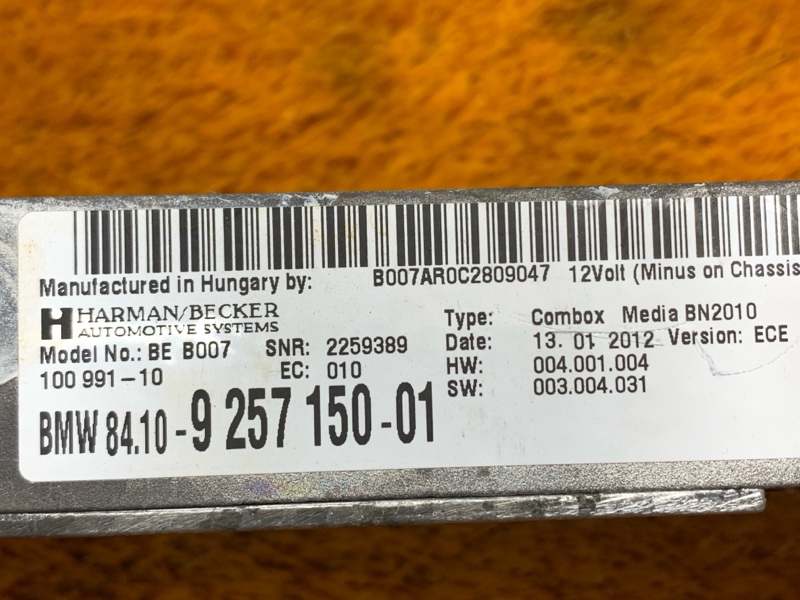 Manufactured in Hungary by: B007AR0C2809047 12Volt (Minus on Chassis
HARMAN/BECKER
AUTOMOTIVE SYSTEMS
Model No.: BE B007 SNR: 2259389
100 991-10 EC: 010
BMW 84.10-9 257 150-01
Type: Combox Media BN2010
Date: 13. 01 2012 Version: ECE
HW: 004.001.004
SW: 003.004.031